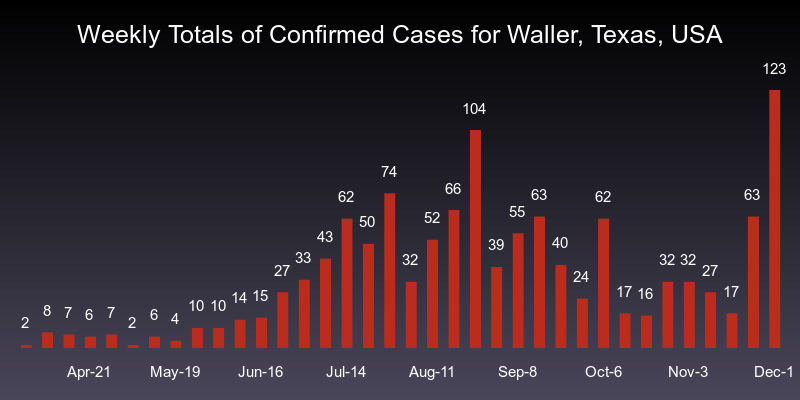 Weekly Totals of Confirmed Cases for Waller, Texas, USA
2 8 7 6 7 2 6 4 10 10 14 15 27 33 43 62 50 74 32 52 66 104 39 55 63 40 24 62 17 16 32 32 27 17 63 123
Apr-21 May-19 Jun-16 Jul-14 Aug-11 Sep-8 Oct-6 Nov-3 Dec-1